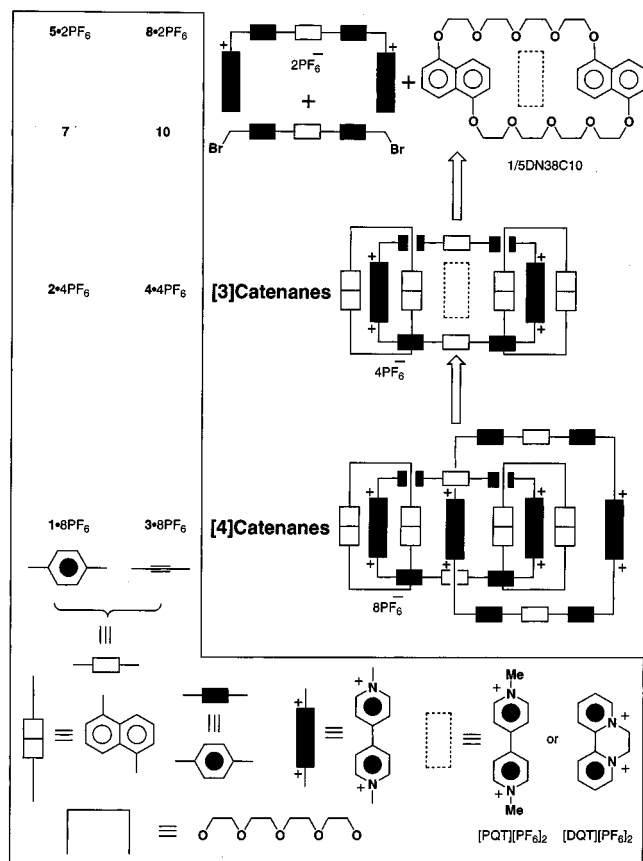 5•2PF6 8•2PF6
2PF6−
+
+
+
+
7 10
Br
Br
O O O
O O
O O
O O O
1/5DN38C10
2•4PF6 4•4PF6
[3]Catenanes
+ +
+ +
4PF6−
1•8PF6 3•8PF6
[4]Catenanes
+ + + +
+ + + +
8PF6−
≡
≡
+
+
≡
N
+
N
+
≡
Me
N
+
N
+
Me
or
N
+
N
+
≡
[PQT][PF6]2 [DQT][PF6]2
≡
O O O O O